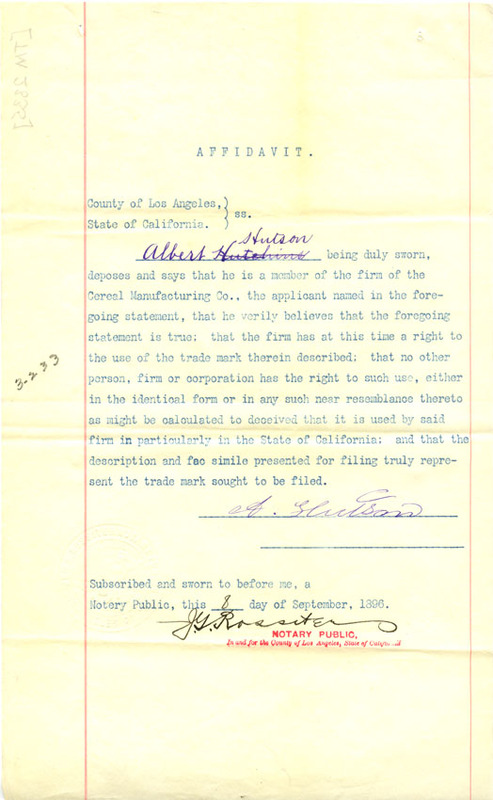 [TM 2635]
AFFIDAVIT.
County of Los Angeles,} ss.
State of California.
Hutson
Albert Hutchins being duly sworn,
deposes and says that he is a member of the firm of the
Cereal Manufacturing Co., the applicant named in the fore-
going statement, that he verily believes that the foregoing
statement is true: that the firm has at this time a right to
the use of the trade mark therein described: that no other
person, firm or corporation has the right to such use, either
in the identical form or in any such near resemblance thereto
as might be calculated to deceived that it is used by said
firm in particularly in the State of California: and that the
description and fac simile presented for filing truly repre-
sent the trade mark sought to be filed.
3-2 33
A. Hutson
Subscribed and sworn to before me, a
Notary Public, this 8 day of September, 1896.
J. G. Rossiter
NOTARY PUBLIC,
In and for the County of Los Angeles, State of California